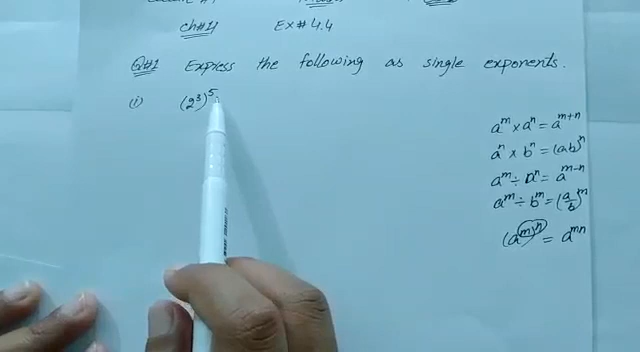 Ch#4 Ex#4.4
Q#1 Express the following as single exponents.
(i) (2³)⁵
aᵐ × aⁿ = aᵐ⁺ⁿ
aⁿ × bⁿ = (ab)ⁿ
aᵐ ÷ aⁿ = aᵐ⁻ⁿ
aᵐ ÷ bᵐ = (a/b)ᵐ
(aᵐ)ⁿ = aᵐⁿ